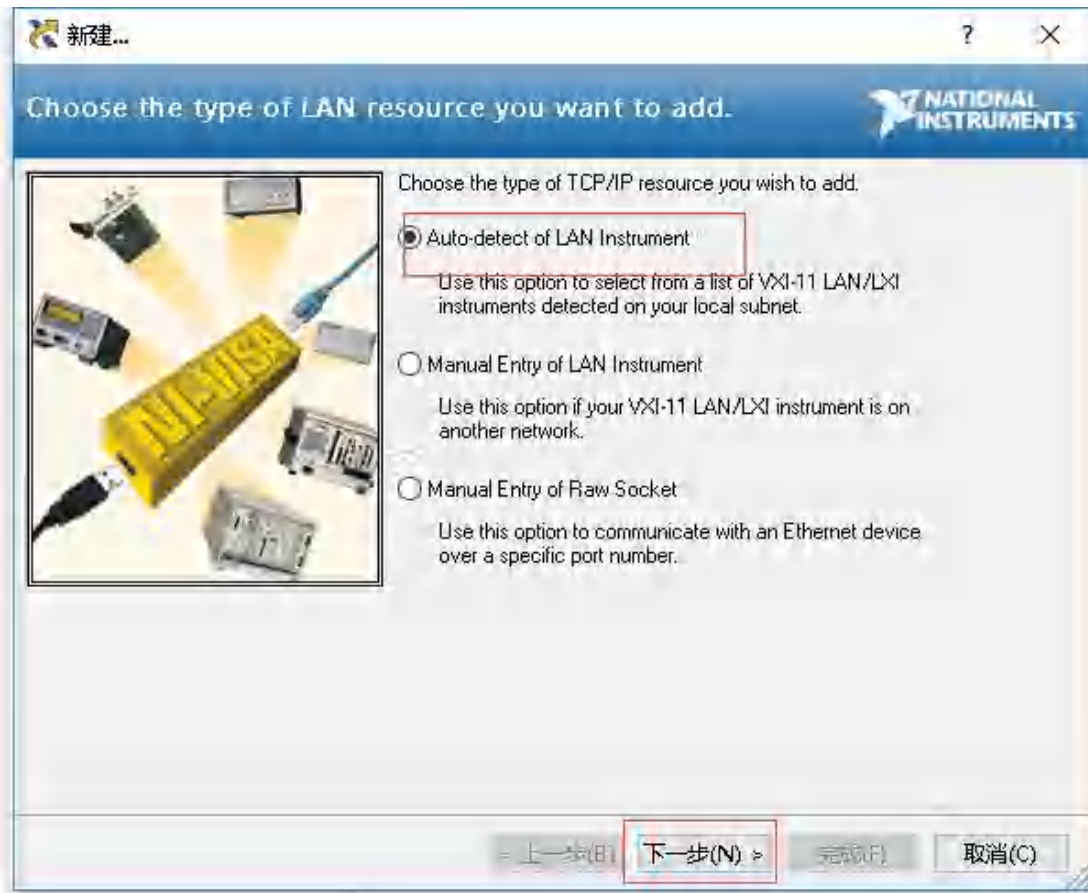 新建...
?
Choose the type of LAN resource you want to add.
NATIONAL
INSTRUMENTS
Choose the type of TCP/IP resource you wish to add.
Auto-detect of LAN Instrument
Use this option to select from a list of VXI-11 LAN/LXI
instruments detected on your local subnet.
Manual Entry of LAN Instrument
Use this option if your VXI-11 LAN/LXI instrument is on
another network.
Manual Entry of Raw Socket
Use this option to communicate with an Ethernet device
over a specific port number.
NI-VISA
< 上一步(B) 下一步(N) > 完成(F) 取消(C)